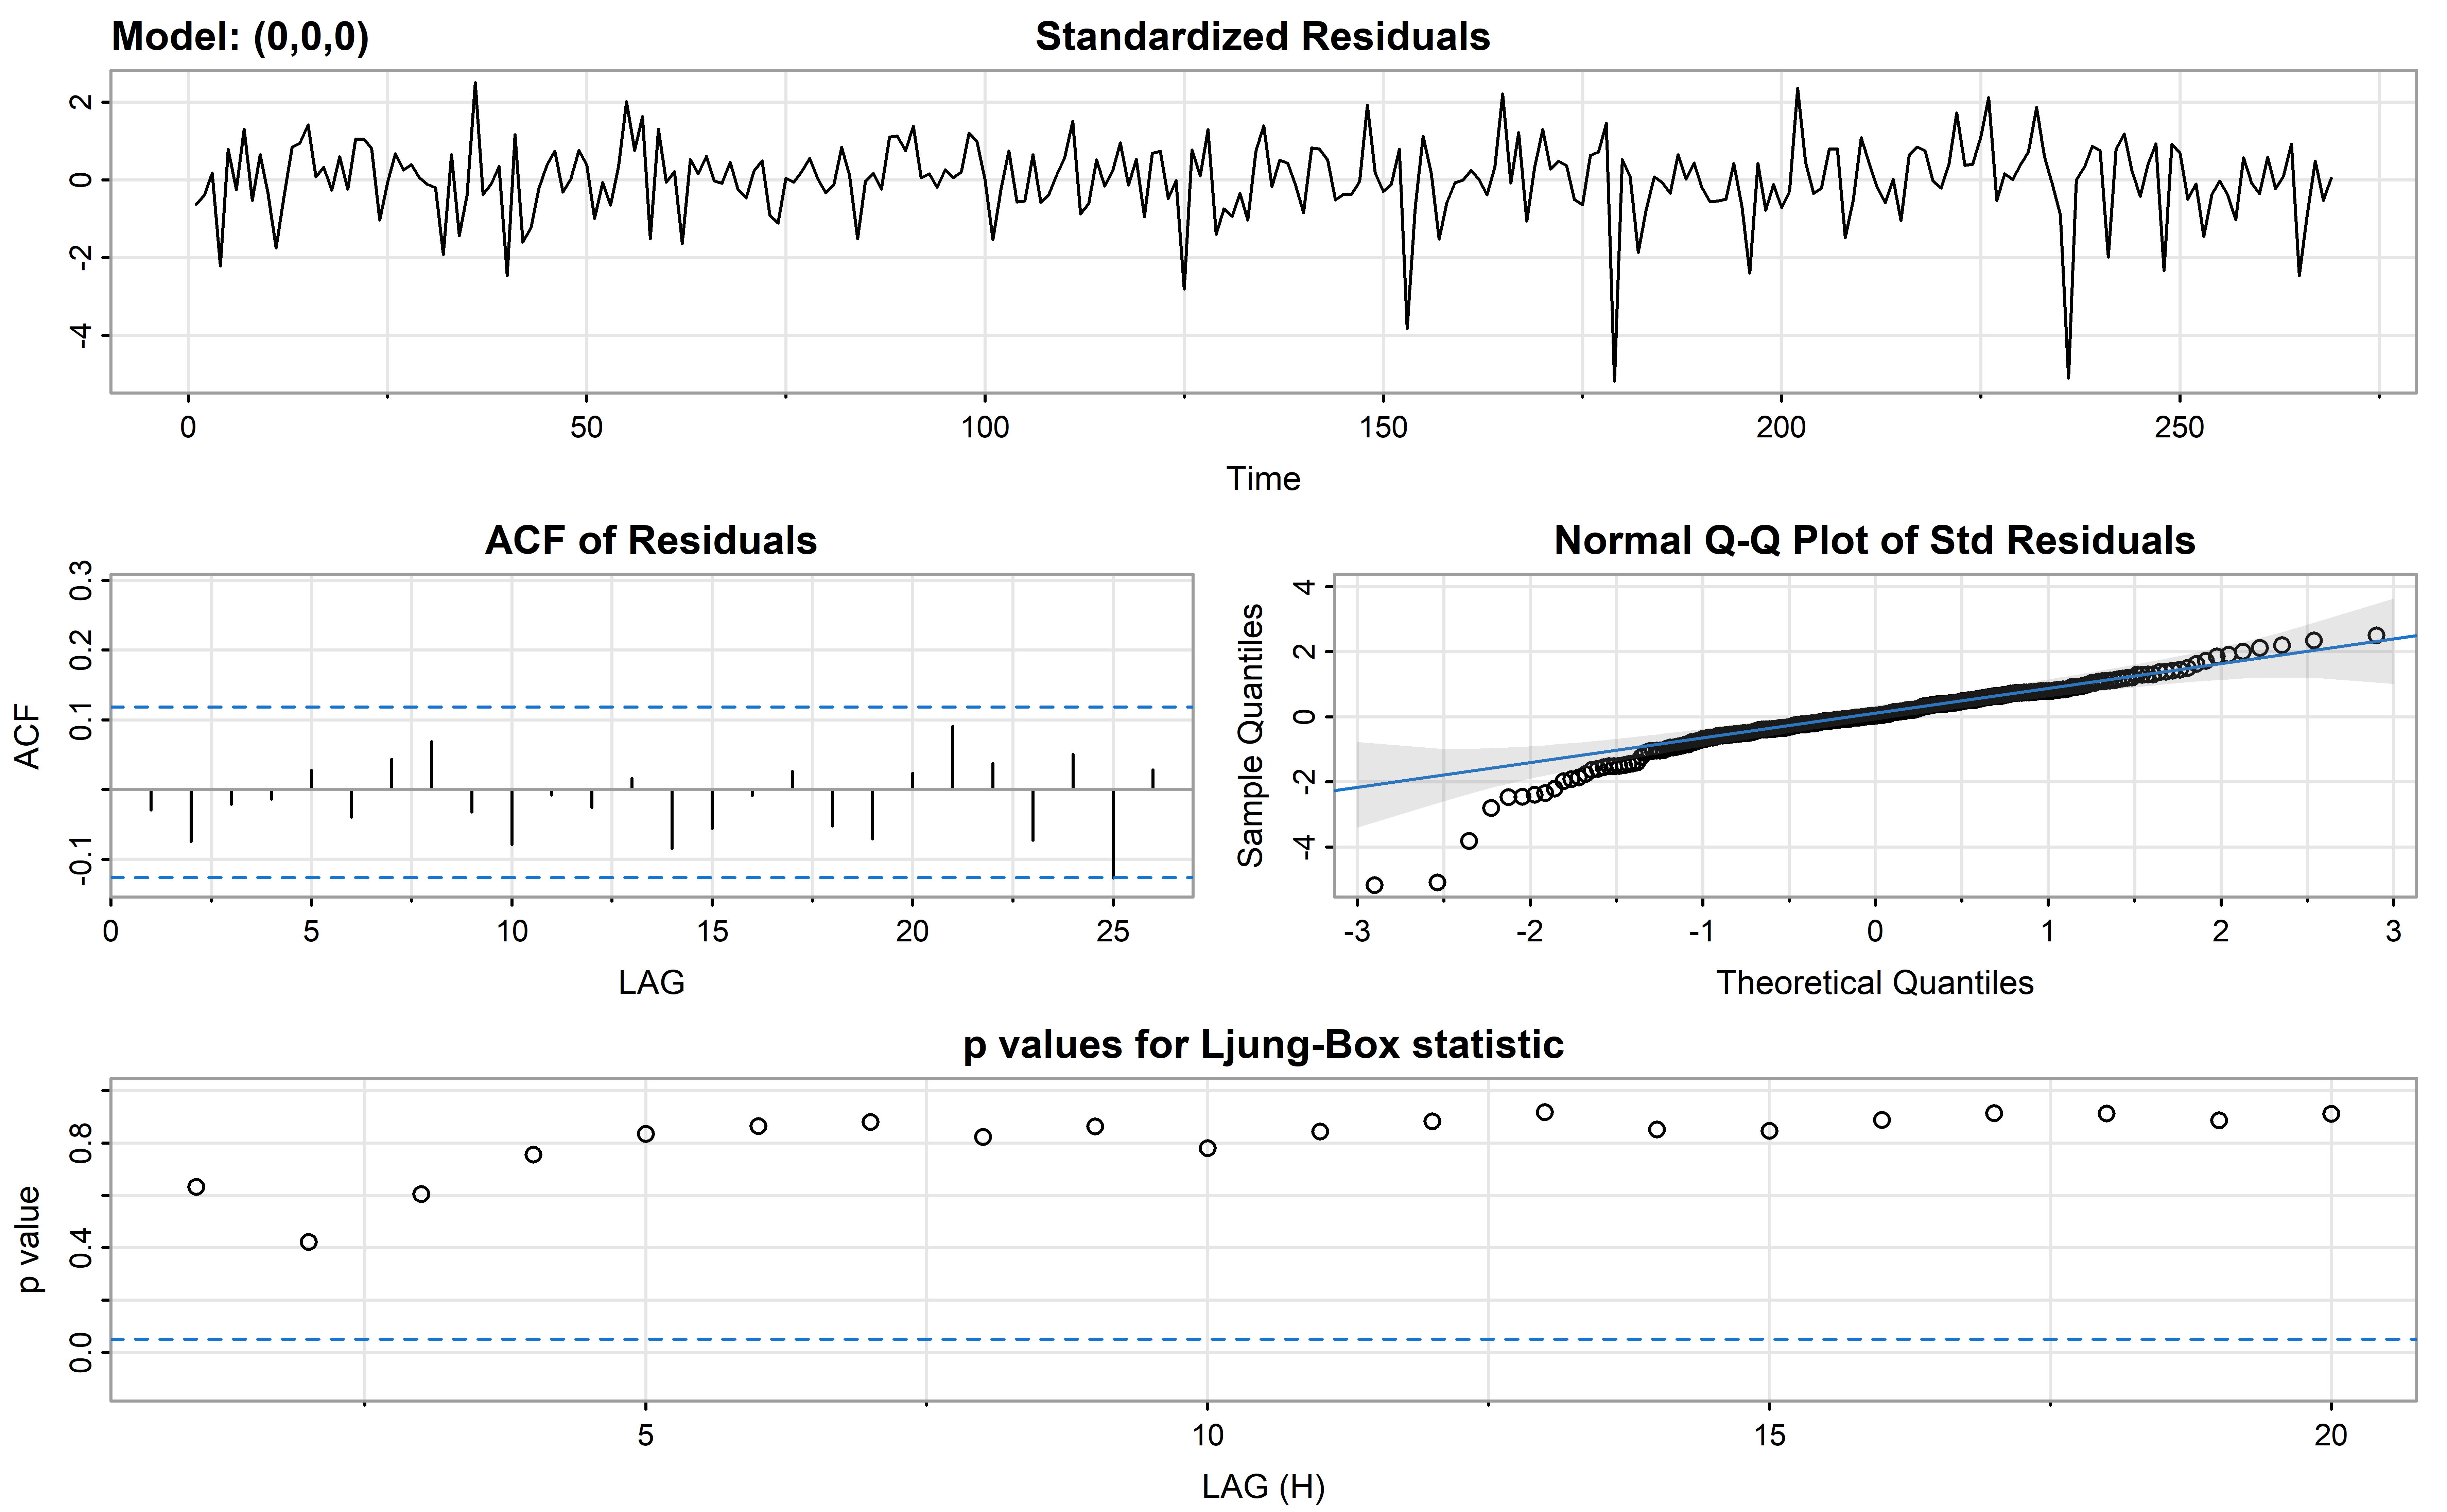 Model: (0,0,0) Standardized Residuals
2
0
-2
-4
0 50 100 150 200 250
Time
ACF of Residuals
0.3
0.2
0.1
-0.1
ACF
0 5 10 15 20 25
LAG
Normal Q-Q Plot of Std Residuals
4
2
0
-2
-4
Sample Quantiles
-3 -2 -1 0 1 2 3
Theoretical Quantiles
p values for Ljung-Box statistic
0.8
0.4
0.0
p value
5 10 15 20
LAG (H)